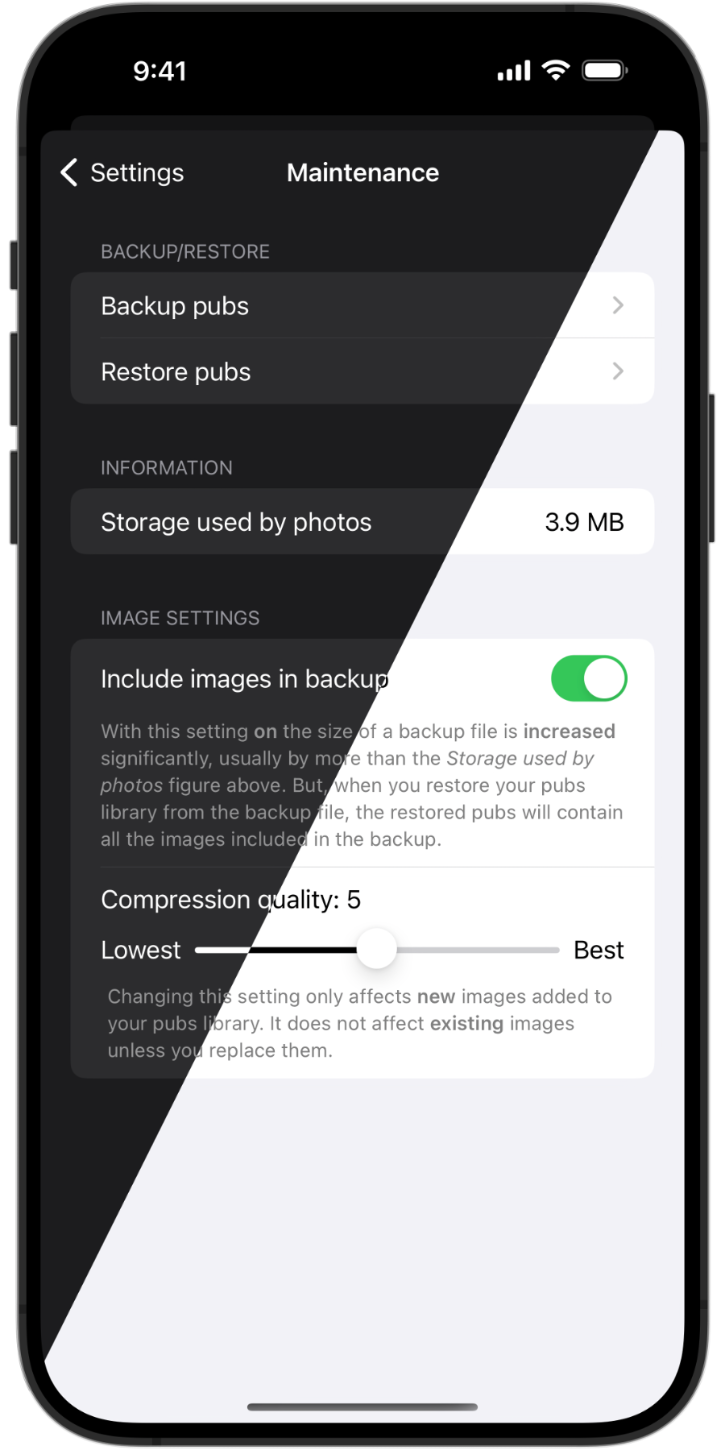 9:41
Settings
Maintenance
BACKUP/RESTORE
Backup pubs
Restore pubs
INFORMATION
Storage used by photos 3.9 MB
IMAGE SETTINGS
Include images in backup
With this setting on the size of a backup file is increased
significantly, usually by more than the Storage used by
photos figure above. But, when you restore your pubs
library from the backup file, the restored pubs will contain
all the images included in the backup.
Compression quality: 5
Lowest Best
Changing this setting only affects new images added to
your pubs library. It does not affect existing images
unless you replace them.